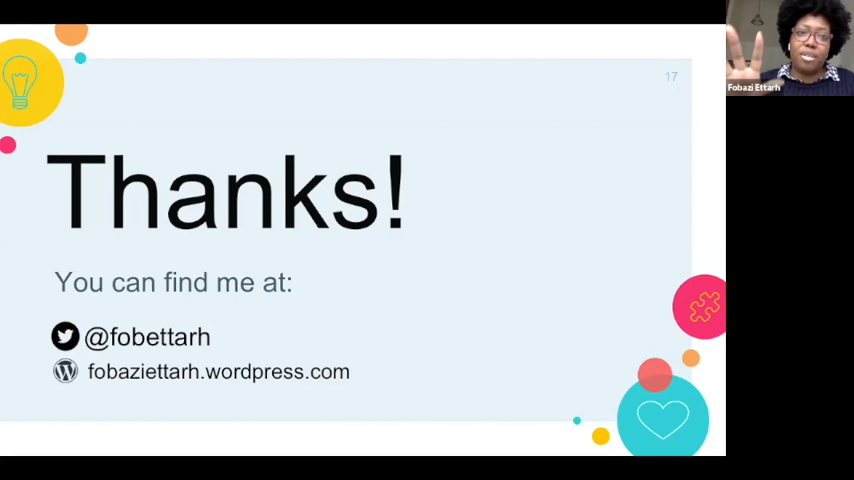 17
Fobazi Ettarh
Thanks!
You can find me at:
@fobettarh
fobaziettarh.wordpress.com